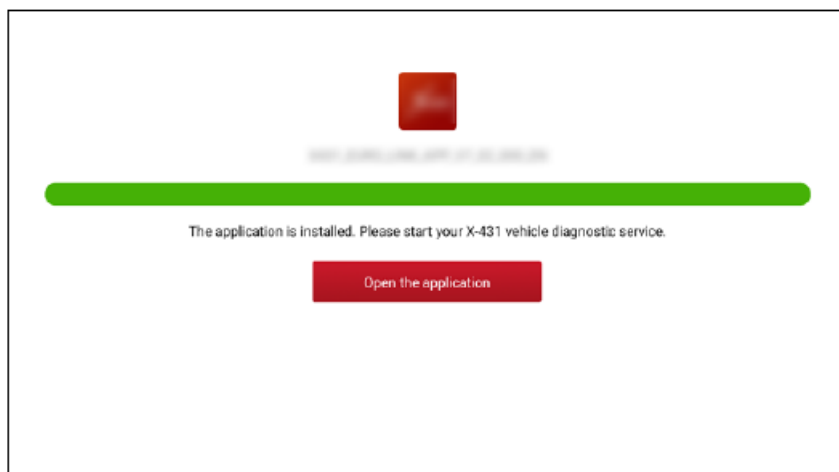 The application is installed. Please start your X-431 vehicle diagnostic service.
Open the application